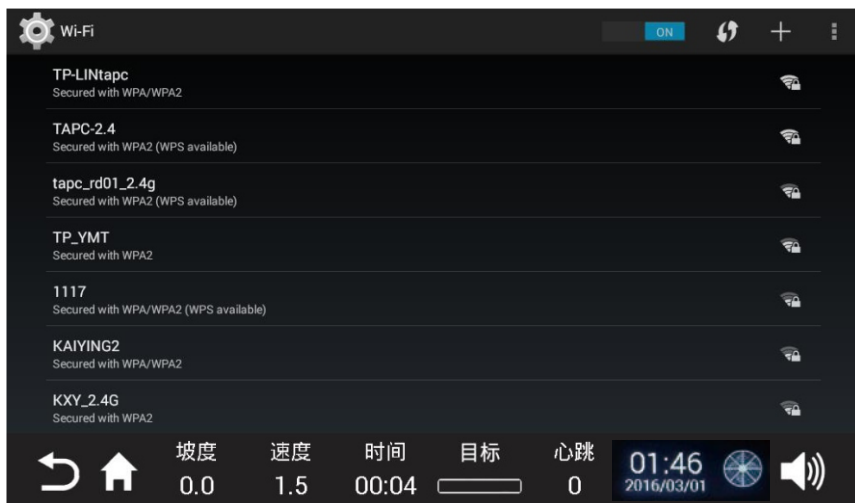 Wi-Fi
ON
TP-LINtapc
Secured with WPA/WPA2
TAPC-2.4
Secured with WPA2 (WPS available)
tapc_rd01_2.4g
Secured with WPA2 (WPS available)
TP_YMT
Secured with WPA2
1117
Secured with WPA/WPA2 (WPS available)
KAIYING2
Secured with WPA/WPA2
KXY_2.4G
Secured with WPA2
坡度 速度 时间 目标 心跳
0.0 1.5 00:04 0
01:46
2016/03/01